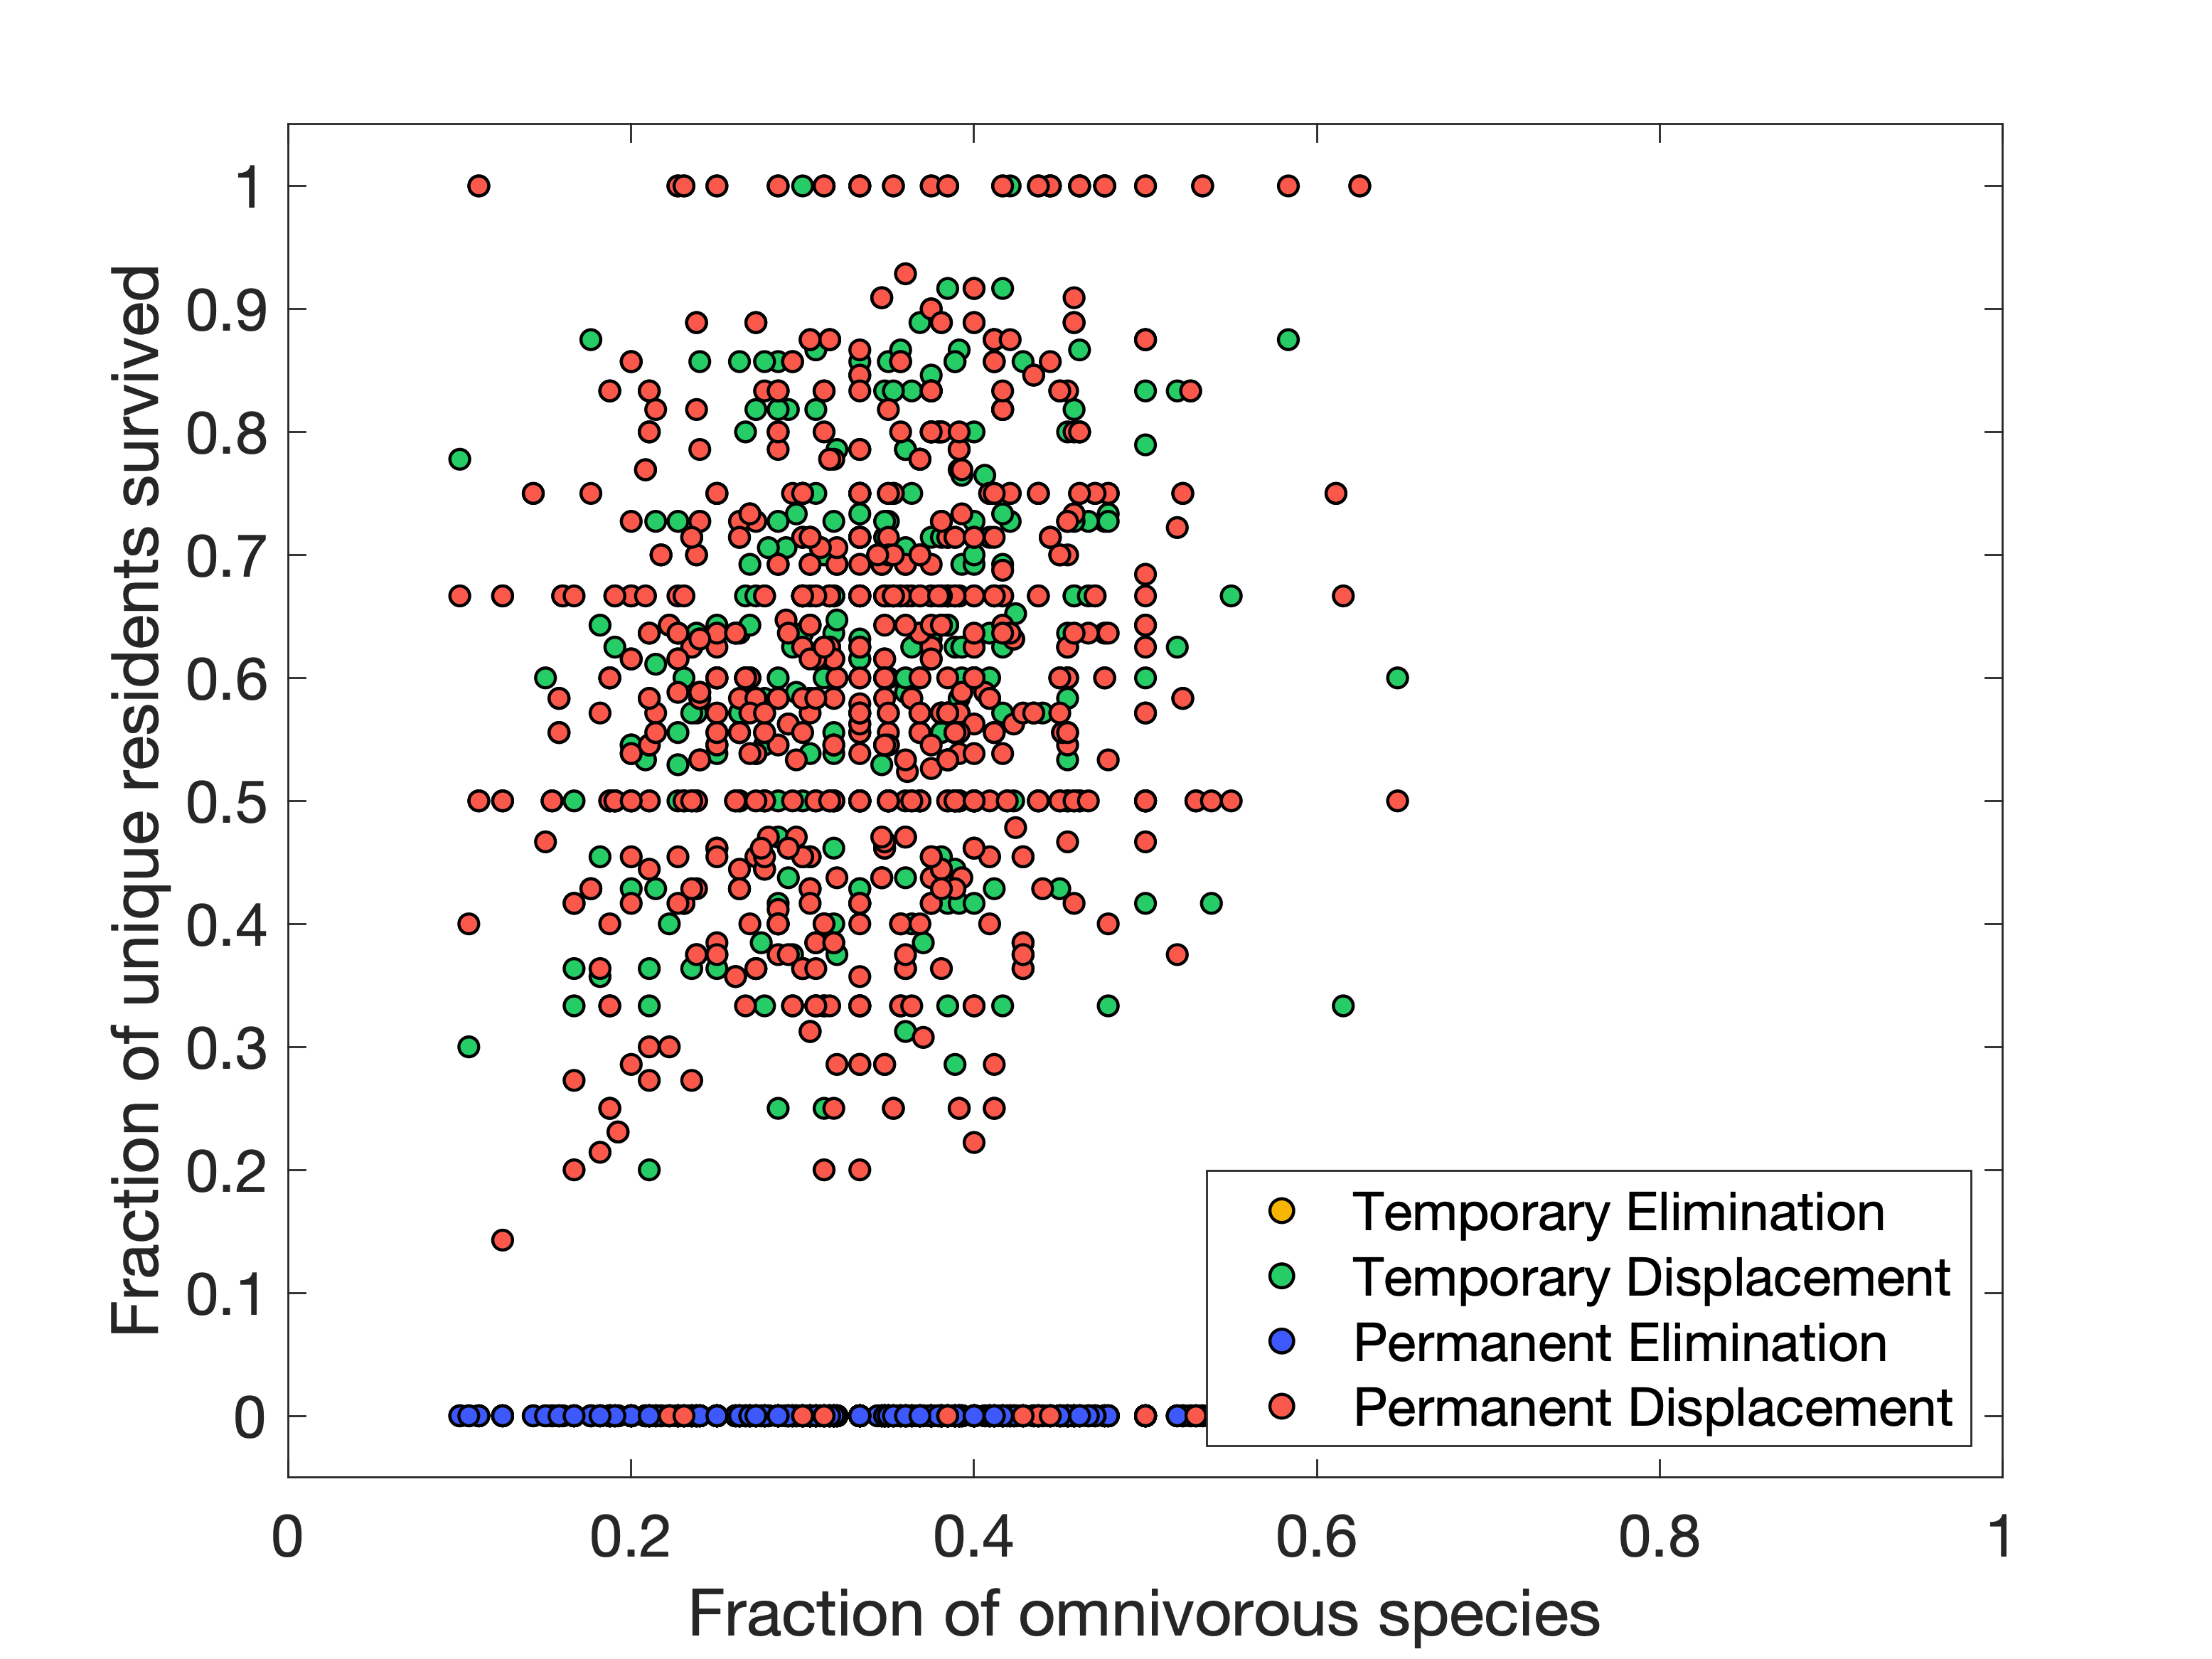 Fraction of unique residents survived
1
0.9
0.8
0.7
0.6
0.5
0.4
0.3
0.2
0.1
0
Temporary Elimination
Temporary Displacement
Permanent Elimination
Permanent Displacement
0 0.2 0.4 0.6 0.8 1
Fraction of omnivorous species